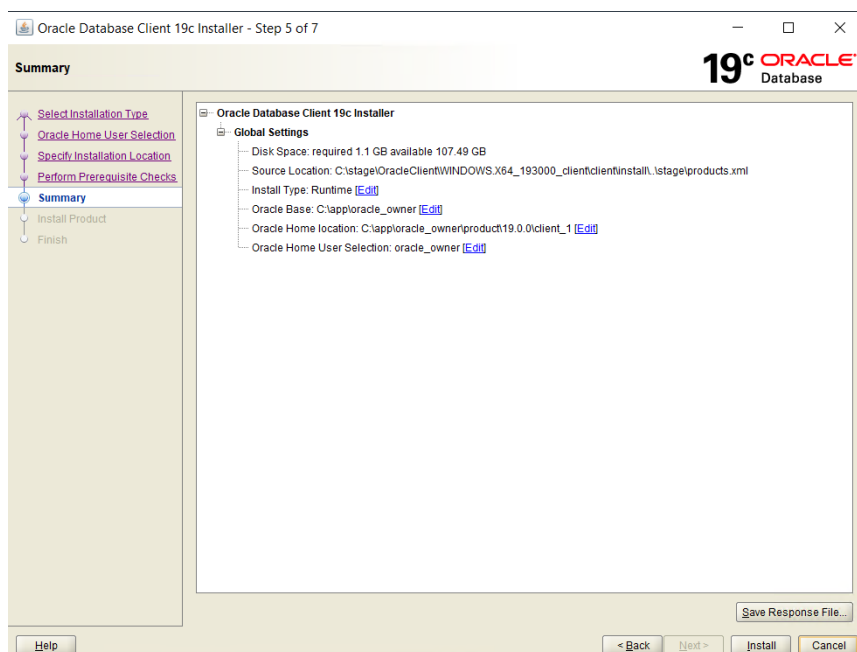 Oracle Database Client 19c Installer - Step 5 of 7
Summary
19c ORACLE
Database
Select Installation Type
Oracle Home User Selection
Specify Installation Location
Perform Prerequisite Checks
Summary
Install Product
Finish
Oracle Database Client 19c Installer
Global Settings
Disk Space: required 1.1 GB available 107.49 GB
Source Location: C:\stage\OracleClient\WINDOWS.X64_193000_client\client\install\..\stage\products.xml
Install Type: Runtime [Edit]
Oracle Base: C:\app\oracle_owner [Edit]
Oracle Home location: C:\app\oracle_owner\product\19.0.0\client_1 [Edit]
Oracle Home User Selection: oracle_owner [Edit]
Save Response File...
Help
< Back
Next >
Install
Cancel